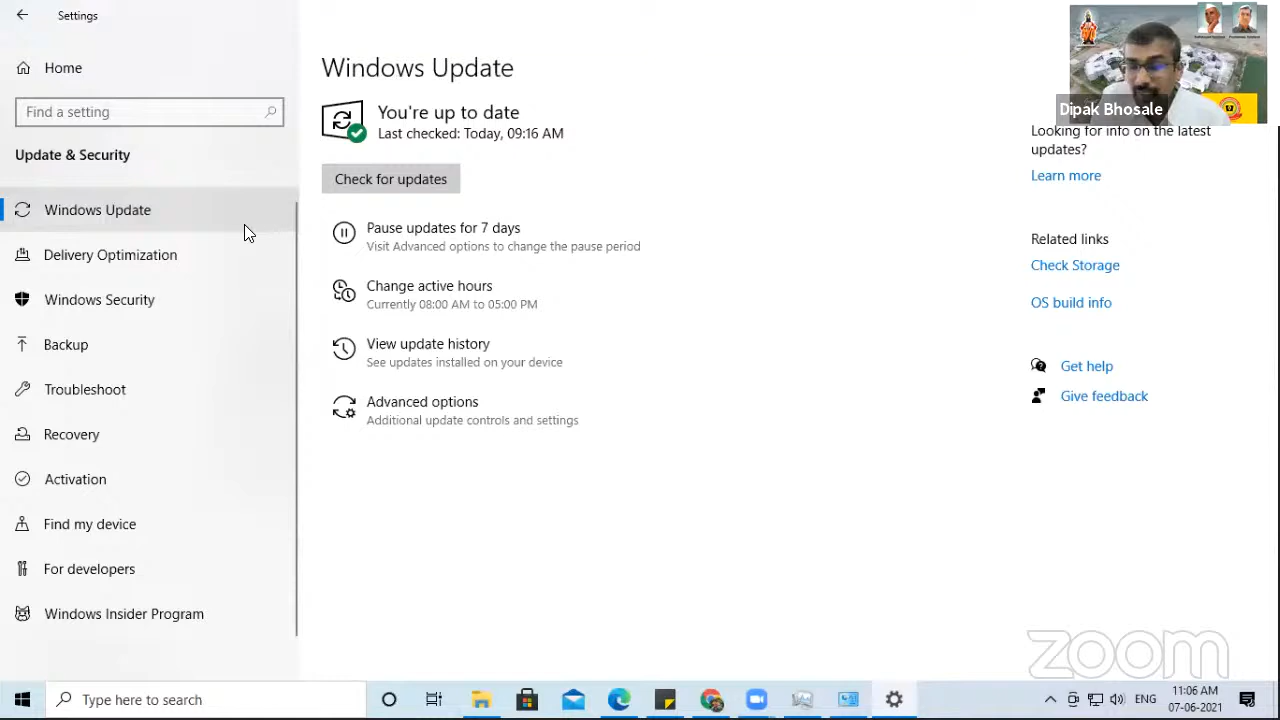 Settings
Home
Find a setting
Update & Security
Windows Update
Delivery Optimization
Windows Security
Backup
Troubleshoot
Recovery
Activation
Find my device
For developers
Windows Insider Program
Windows Update
You're up to date
Last checked: Today, 09:16 AM
Check for updates
Pause updates for 7 days
Visit Advanced options to change the pause period
Change active hours
Currently 08:00 AM to 05:00 PM
View update history
See updates installed on your device
Advanced options
Additional update controls and settings
Dipak Bhosale
Looking for info on the latest
updates?
Learn more
Related links
Check Storage
OS build info
Get help
Give feedback
zoom
Type here to search
ENG
11:06 AM
07-06-2021